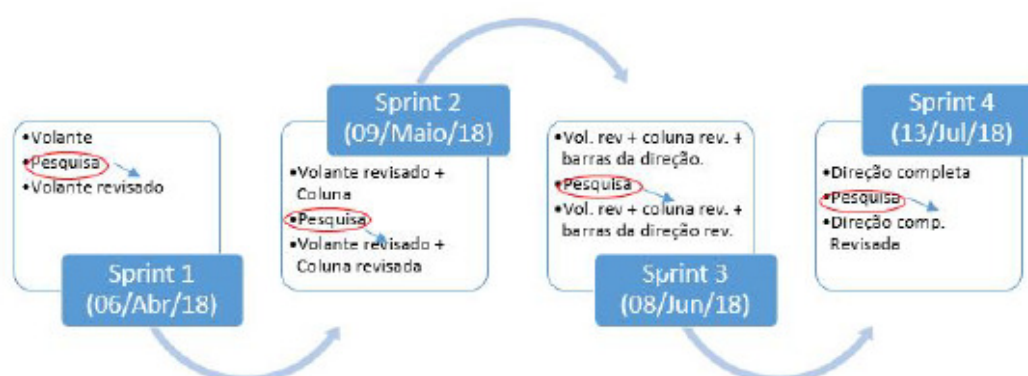 •Volante
•Pesquisa
•Volante revisado
Sprint 1
(06/Abr/18)
Sprint 2
(09/Maio/18)
•Volante revisado +
Coluna
•Pesquisa
•Volante revisado +
Coluna revisada
•Vol. rev + coluna rev. +
barras da direção.
•Pesquisa
•Vol. rev + coluna rev. +
barras da direção rev.
Sprint 3
(08/Jun/18)
Sprint 4
(13/Jul/18)
•Direção completa
•Pesquisa
•Direção comp.
Revisada